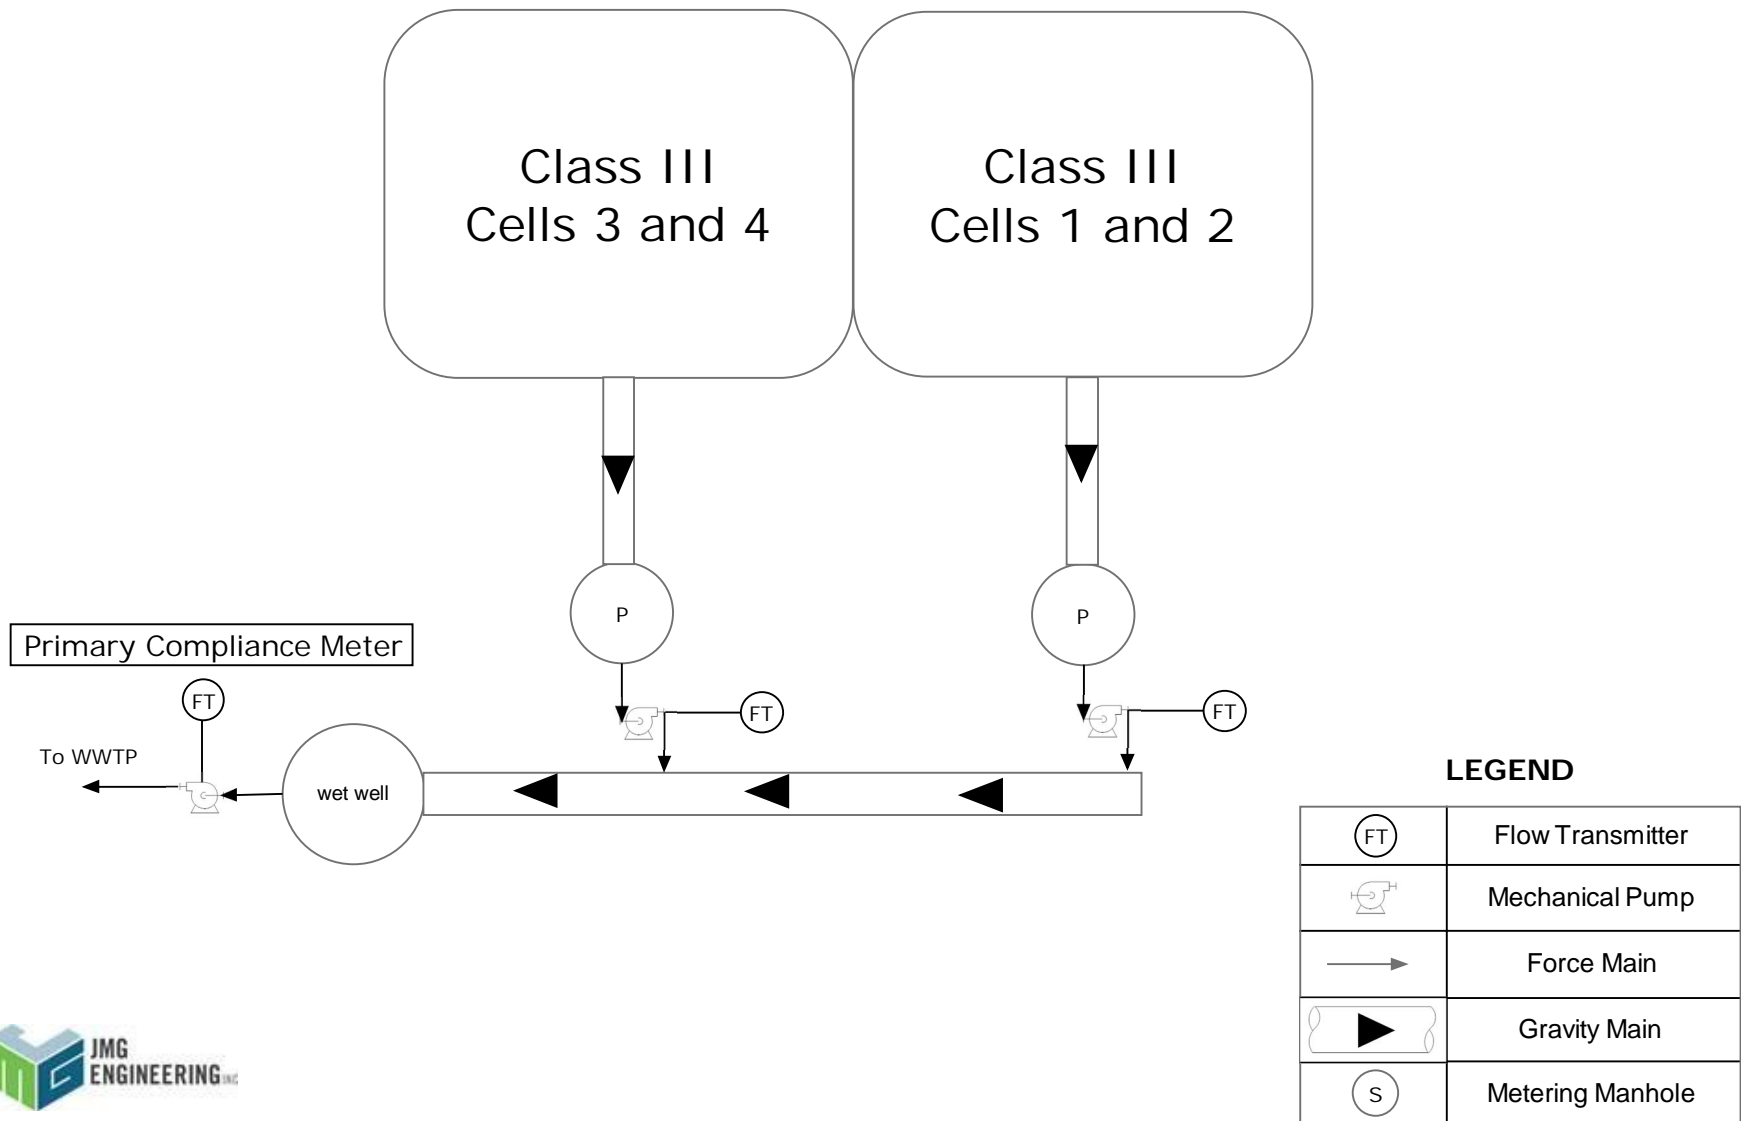 Class III
Cells 3 and 4
Class III
Cells 1 and 2
P
P
Primary Compliance Meter
FT
FT
FT
To WWTP
wet well
LEGEND
FT Flow Transmitter
Mechanical Pump
Force Main
Gravity Main
S Metering Manhole
JMG
ENGINEERING INC